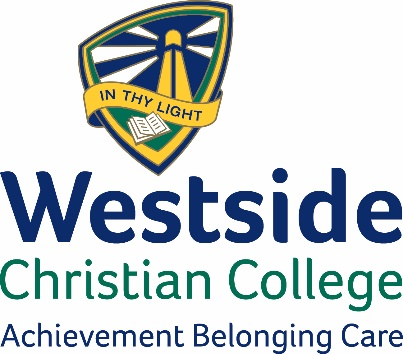 IN THY LIGHT
Westside
Christian College
Achievement Belonging Care